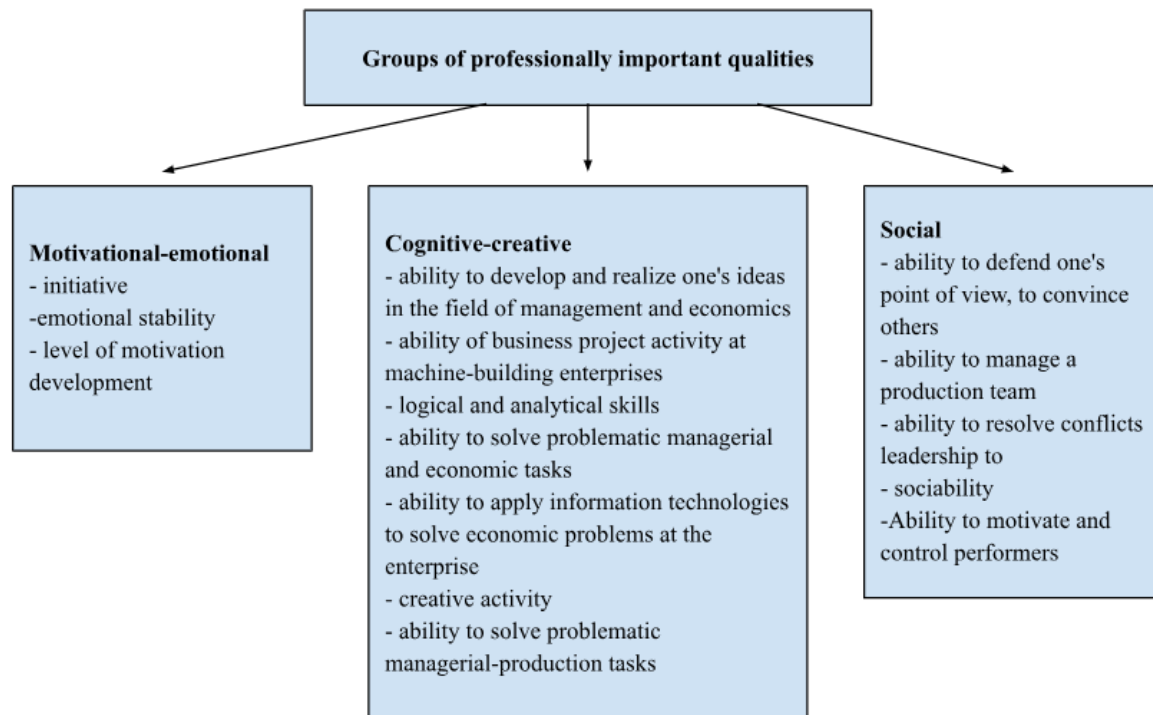 Groups of professionally important qualities
Motivational-emotional
- initiative
-emotional stability
- level of motivation
development
Cognitive-creative
- ability to develop and realize one's ideas
in the field of management and economics
- ability of business project activity at
machine-building enterprises
- logical and analytical skills
- ability to solve problematic managerial
and economic tasks
- ability to apply information technologies
to solve economic problems at the
enterprise
- creative activity
- ability to solve problematic
managerial-production tasks
Social
- ability to defend one's
point of view, to convince
others
- ability to manage a
production team
- ability to resolve conflicts
leadership to
- sociability
-Ability to motivate and
control performers